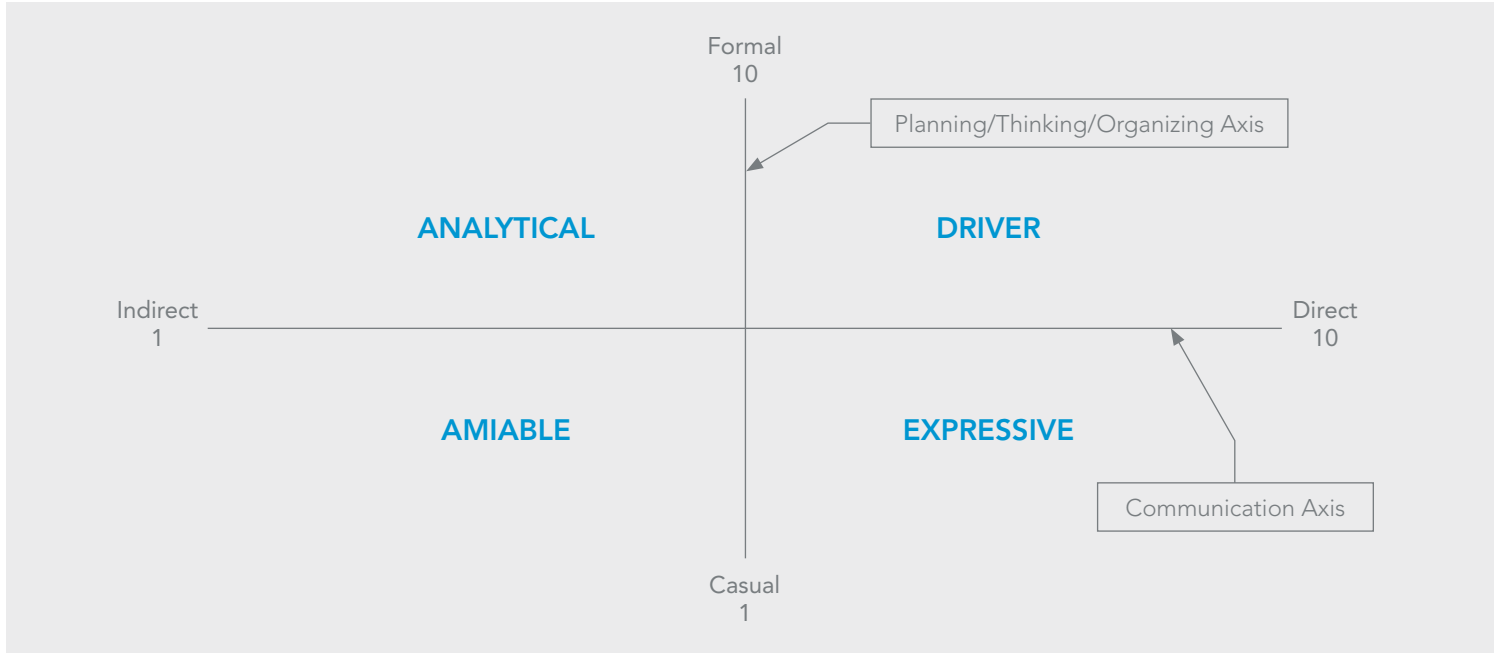 Formal
10
Planning/Thinking/Organizing Axis
ANALYTICAL
DRIVER
Indirect
1
Direct
10
AMIABLE
EXPRESSIVE
Communication Axis
Casual
1